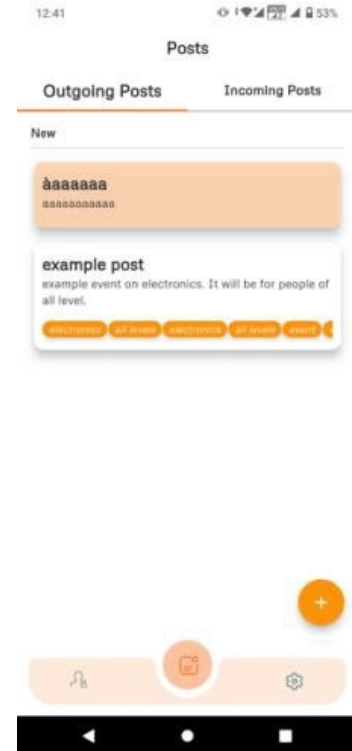 12:41
53%
Posts
Outgoing Posts
Incoming Posts
New
àaaaaaa
aaaaaaaaaaa
example post
example event on electronics. It will be for people of
all level.
electronics all levels electronics all levels event
+